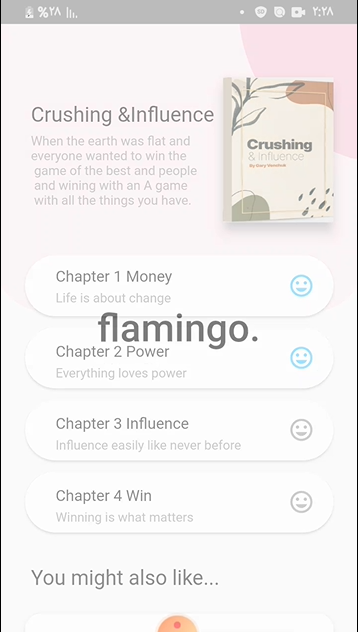 %۲۸ ۲:۲۸
Crushing &Influence
When the earth was flat and
everyone wanted to win the
game of the best and people
and wining with an A game
with all the things you have.
Crushing
& influence
By Gary Venchuk
Chapter 1 Money
Life is about change
flamingo.
Chapter 2 Power
Everything loves power
Chapter 3 Influence
Influence easily like never before
Chapter 4 Win
Winning is what matters
You might also like...